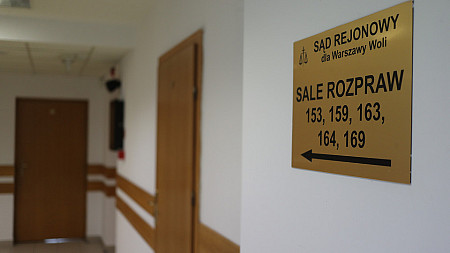 SĄD REJONOWY
dla Warszawy Woli
SALE ROZPRAW
153, 159, 163,
164, 169